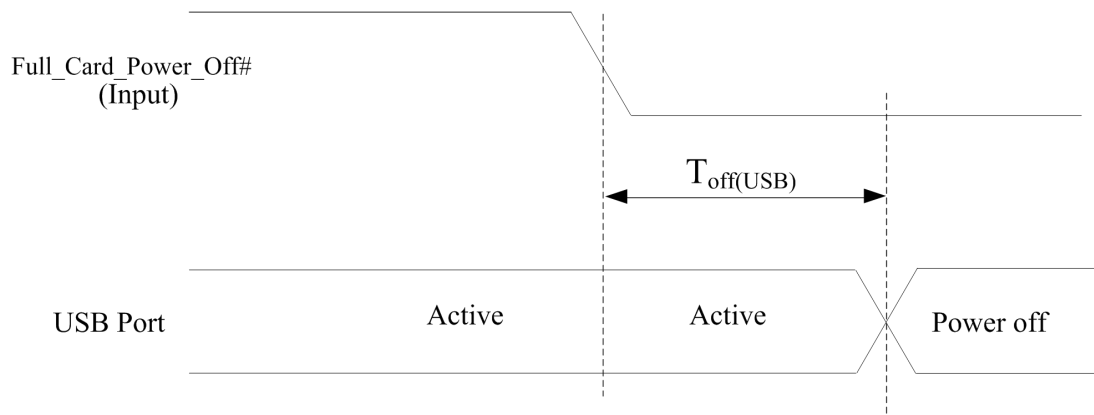 Full_Card_Power_Off#
(Input)
Toff(USB)
USB Port
Active
Active
Power off